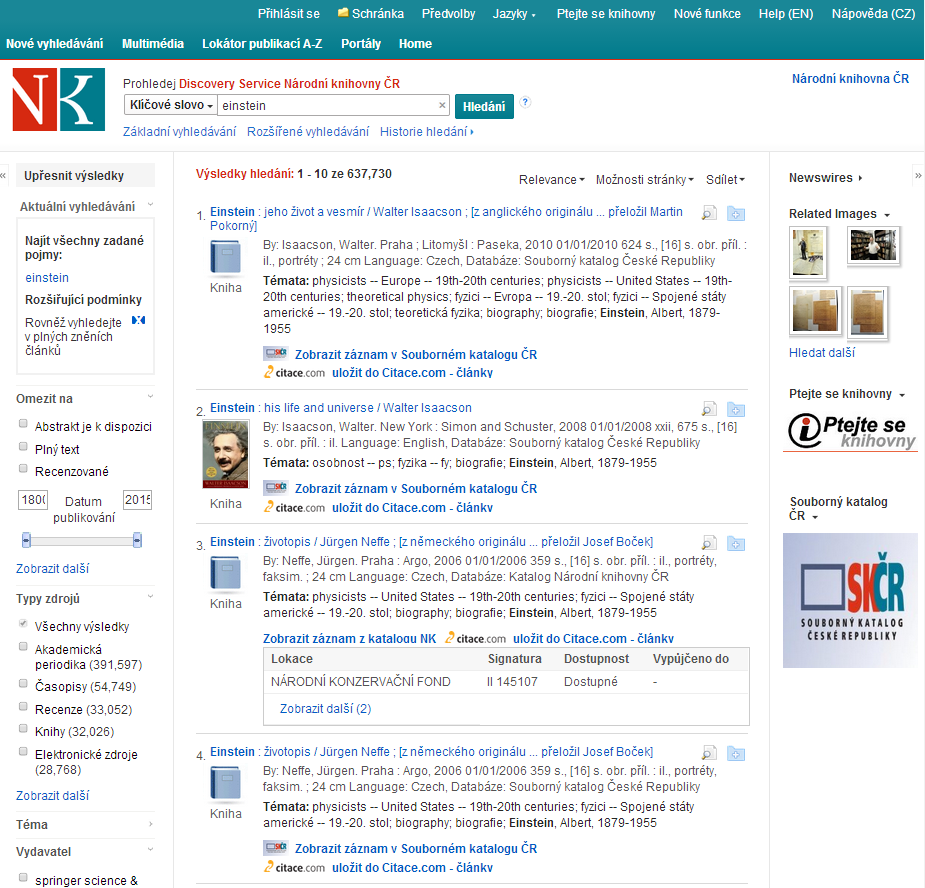 Přihlásit se Schránka Předvolby Jazyky Ptejte se knihovny Nové funkce Help (EN) Nápověda (CZ)
Nové vyhledávání Multimédia Lokátor publikací A-Z Portály Home
NK
Prohledej Discovery Service Národní knihovny ČR
Národní knihovna ČR
Klíčové slovo einstein × Hledání ?
Základní vyhledávání Rozšířené vyhledávání Historie hledání
«
Upřesnit výsledky
Aktuální vyhledávání
Najít všechny zadané
pojmy:
einstein
Rozšiřující podmínky
Rovněž vyhledejte
v plných zněních
článků
Omezit na
Abstrakt je k dispozici
Plný text
Recenzované
1800 Datum 2015
publikování
Zobrazit další
Typy zdrojů
Všechny výsledky
Akademická
periodika (391,597)
Časopisy (54,749)
Recenze (33,052)
Knihy (32,026)
Elektronické zdroje
(28,768)
Zobrazit další
Téma
Vydavatel
springer science &
Výsledky hledání: 1 - 10 ze 637,730
Relevance Možnosti stránky Sdílet
1. Einstein : jeho život a vesmír / Walter Isaacson ; [z anglického originálu ... přeložil Martin
Pokorný]
Kniha
By: Isaacson, Walter. Praha ; Litomyšl : Paseka, 2010 01/01/2010 624 s., [16] s. obr. příl. :
il., portréty ; 24 cm Language: Czech, Databáze: Souborný katalog České Republiky
Témata: physicists -- Europe -- 19th-20th centuries; physicists -- United States -- 19th-
20th centuries; theoretical physics; fyzici -- Evropa -- 19.-20. stol; fyzici -- Spojené státy
americké -- 19.-20. stol; teoretická fyzika; biography; biografie; Einstein, Albert, 1879-
1955
SKČR Zobrazit záznam v Souborném katalogu ČR
citace.com uložit do Citace.com - články
2. Einstein : his life and universe / Walter Isaacson
EINSTEIN
WALTER ISAACSON
Kniha
By: Isaacson, Walter. New York : Simon and Schuster, 2008 01/01/2008 xxii, 675 s., [16]
s. obr. příl. : il. Language: English, Databáze: Souborný katalog České Republiky
Témata: osobnost -- ps; fyzika -- fy; biografie; Einstein, Albert, 1879-1955
SKČR Zobrazit záznam v Souborném katalogu ČR
citace.com uložit do Citace.com - články
3. Einstein : životopis / Jürgen Neffe ; [z německého originálu ... přeložil Josef Boček]
Kniha
By: Neffe, Jürgen. Praha : Argo, 2006 01/01/2006 359 s., [16] s. obr. příl. : il., portréty,
faksim. ; 24 cm Language: Czech, Databáze: Katalog Národní knihovny ČR
Témata: physicists -- United States -- 19th-20th centuries; fyzici -- Spojené státy
americké -- 19.-20. stol; biography; biografie; Einstein, Albert, 1879-1955
Zobrazit záznam z katalogu NK citace.com uložit do Citace.com - články
Lokace Signatura Dostupnost Vypůjčeno do
NÁRODNÍ KONZERVAČNÍ FOND II 145107 Dostupné -
Zobrazit další (2)
4. Einstein : životopis / Jürgen Neffe ; [z německého originálu ... přeložil Josef Boček]
Kniha
By: Neffe, Jürgen. Praha : Argo, 2006 01/01/2006 359 s., [16] s. obr. příl. : il., portréty,
faksim. ; 24 cm Language: Czech, Databáze: Souborný katalog České Republiky
Témata: physicists -- United States -- 19th-20th centuries; fyzici -- Spojené státy
americké -- 19.-20. stol; biography; biografie; Einstein, Albert, 1879-1955
SKČR Zobrazit záznam v Souborném katalogu ČR
citace.com uložit do Citace.com - články
»
Newswires
Related Images
Hledat další
Ptejte se knihovny
i Ptejte se
knihovny
Souborný katalog
ČR
SKČR
SOUBORNÝ KATALOG
ČESKÉ REPUBLIKY